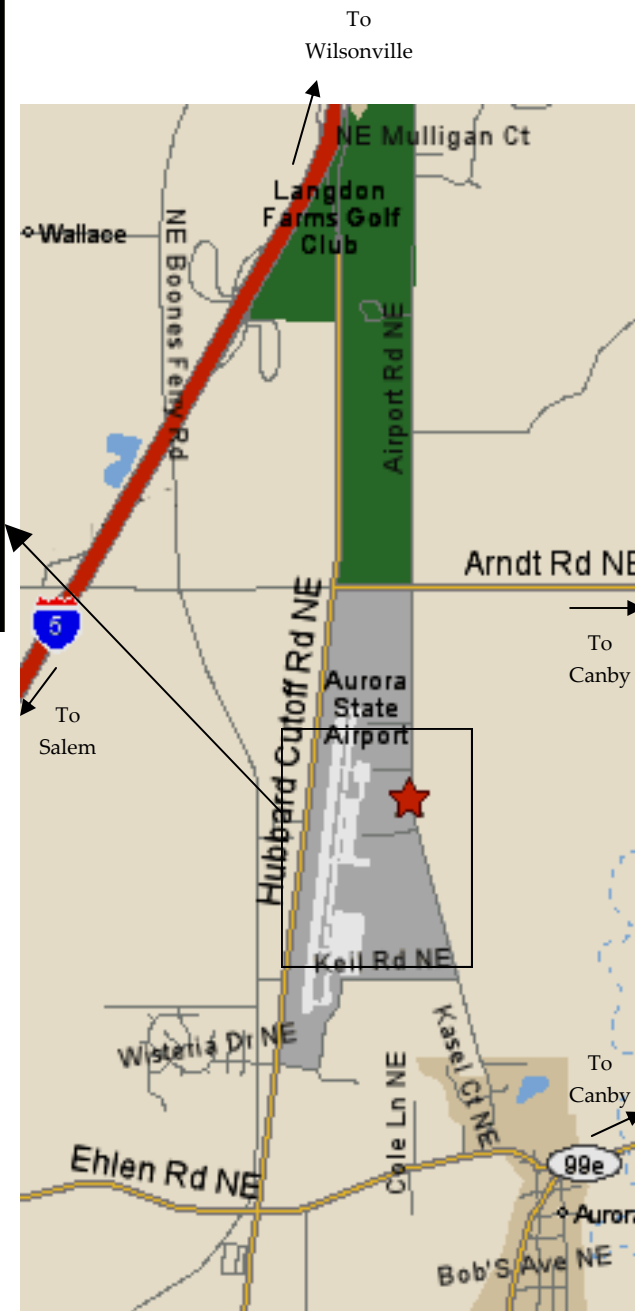 To
Wilsonville
NE Mulligan Ct
Langdon
Farms Golf
Club
Wallace
NE Boones Ferry Rd
Airport Rd NE
Arndt Rd NE
5
To
Canby
Hubbard Cutoff Rd NE
Aurora
State
Airport
To
Salem
Keil Rd NE
Wistaria Dr NE
Kasel Ct NE
Cole Ln NE
To
Canby
Ehlen Rd NE
99e
Aurora
Bob'S Ave NE